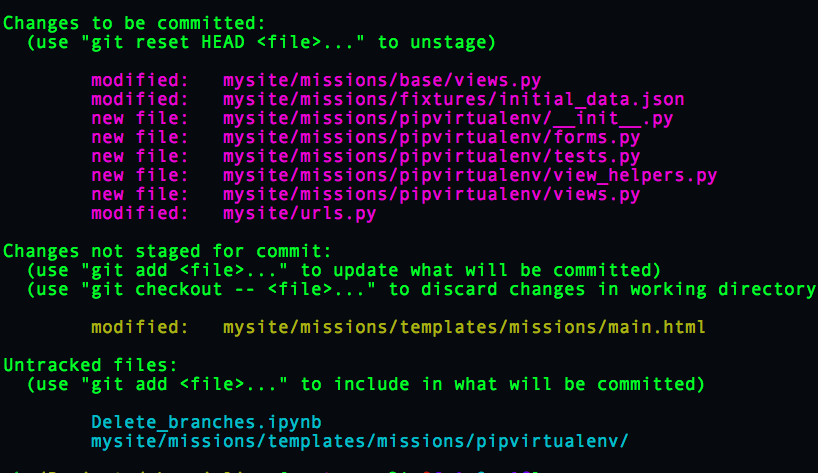 Changes to be committed:
(use "git reset HEAD <file>..." to unstage)
modified: mysite/missions/base/views.py
modified: mysite/missions/fixtures/initial_data.json
new file: mysite/missions/pipvirtualenv/__init__.py
new file: mysite/missions/pipvirtualenv/forms.py
new file: mysite/missions/pipvirtualenv/tests.py
new file: mysite/missions/pipvirtualenv/view_helpers.py
new file: mysite/missions/pipvirtualenv/views.py
modified: mysite/urls.py
Changes not staged for commit:
(use "git add <file>..." to update what will be committed)
(use "git checkout -- <file>..." to discard changes in working directory
modified: mysite/missions/templates/missions/main.html
Untracked files:
(use "git add <file>..." to include in what will be committed)
Delete_branches.ipynb
mysite/missions/templates/missions/pipvirtualenv/